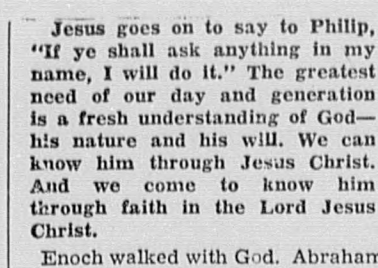 Jesus goes on to say to Philip,
"If ye shall ask anything in my
name, I will do it." The greatest
need of our day and generation
is a fresh understanding of God—
his nature and his will. We can
know him through Jesus Christ.
And we come to know him
through faith in the Lord Jesus
Christ.
Enoch walked with God. Abraham